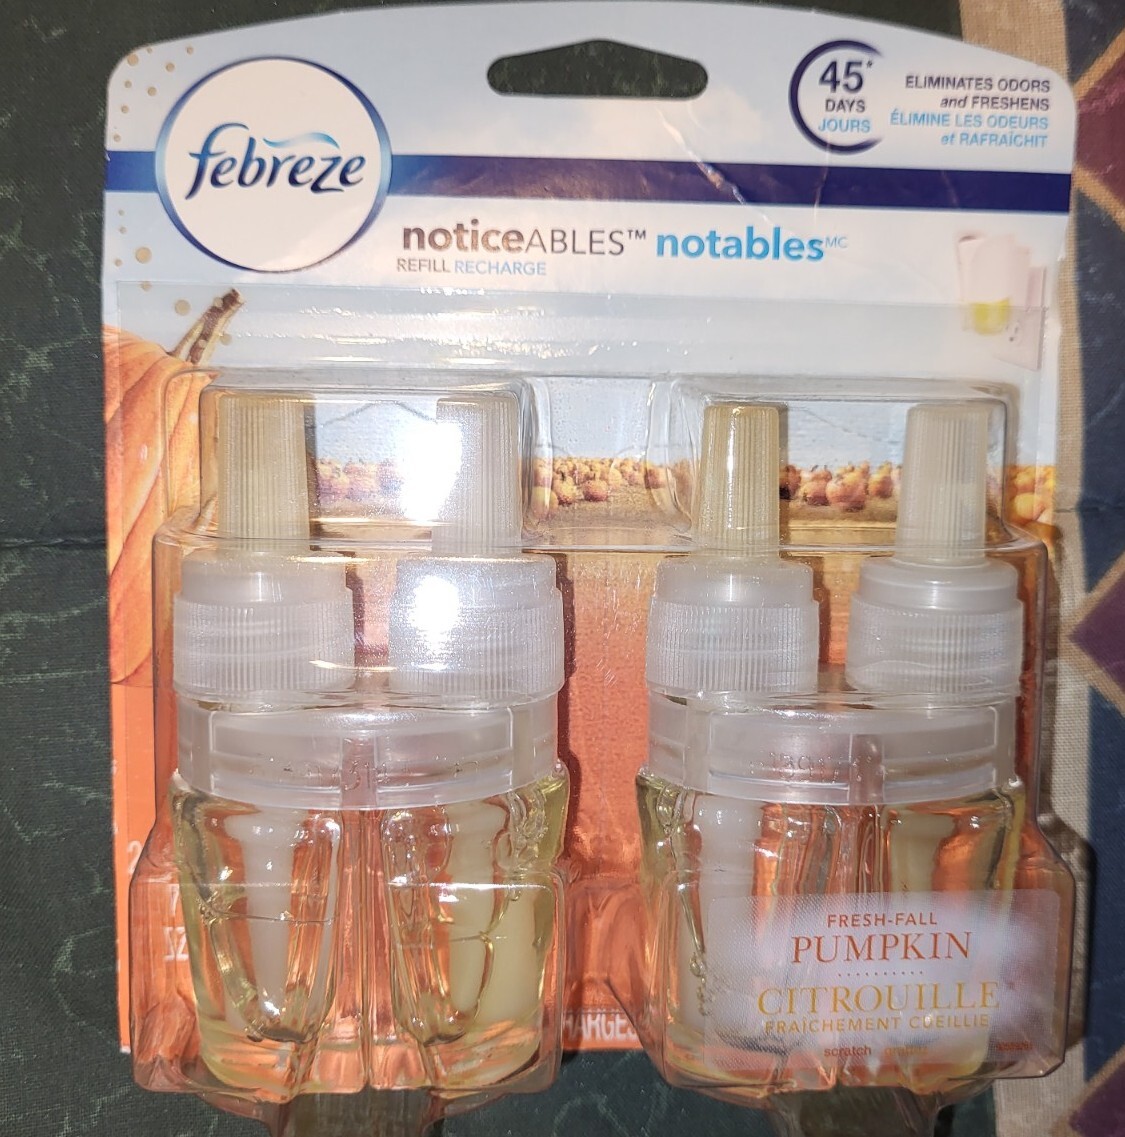 febreze
45*
DAYS
JOURS
ELIMINATES ODORS
and FRESHENS
ÉLIMINE LES ODEURS
et RAFRAÎCHIT
noticeABLES™ notables MC
REFILL RECHARGE
FRESH-FALL
PUMPKIN
CITROUILLE
FRAÎCHEMENT CUEILLIE
scratch